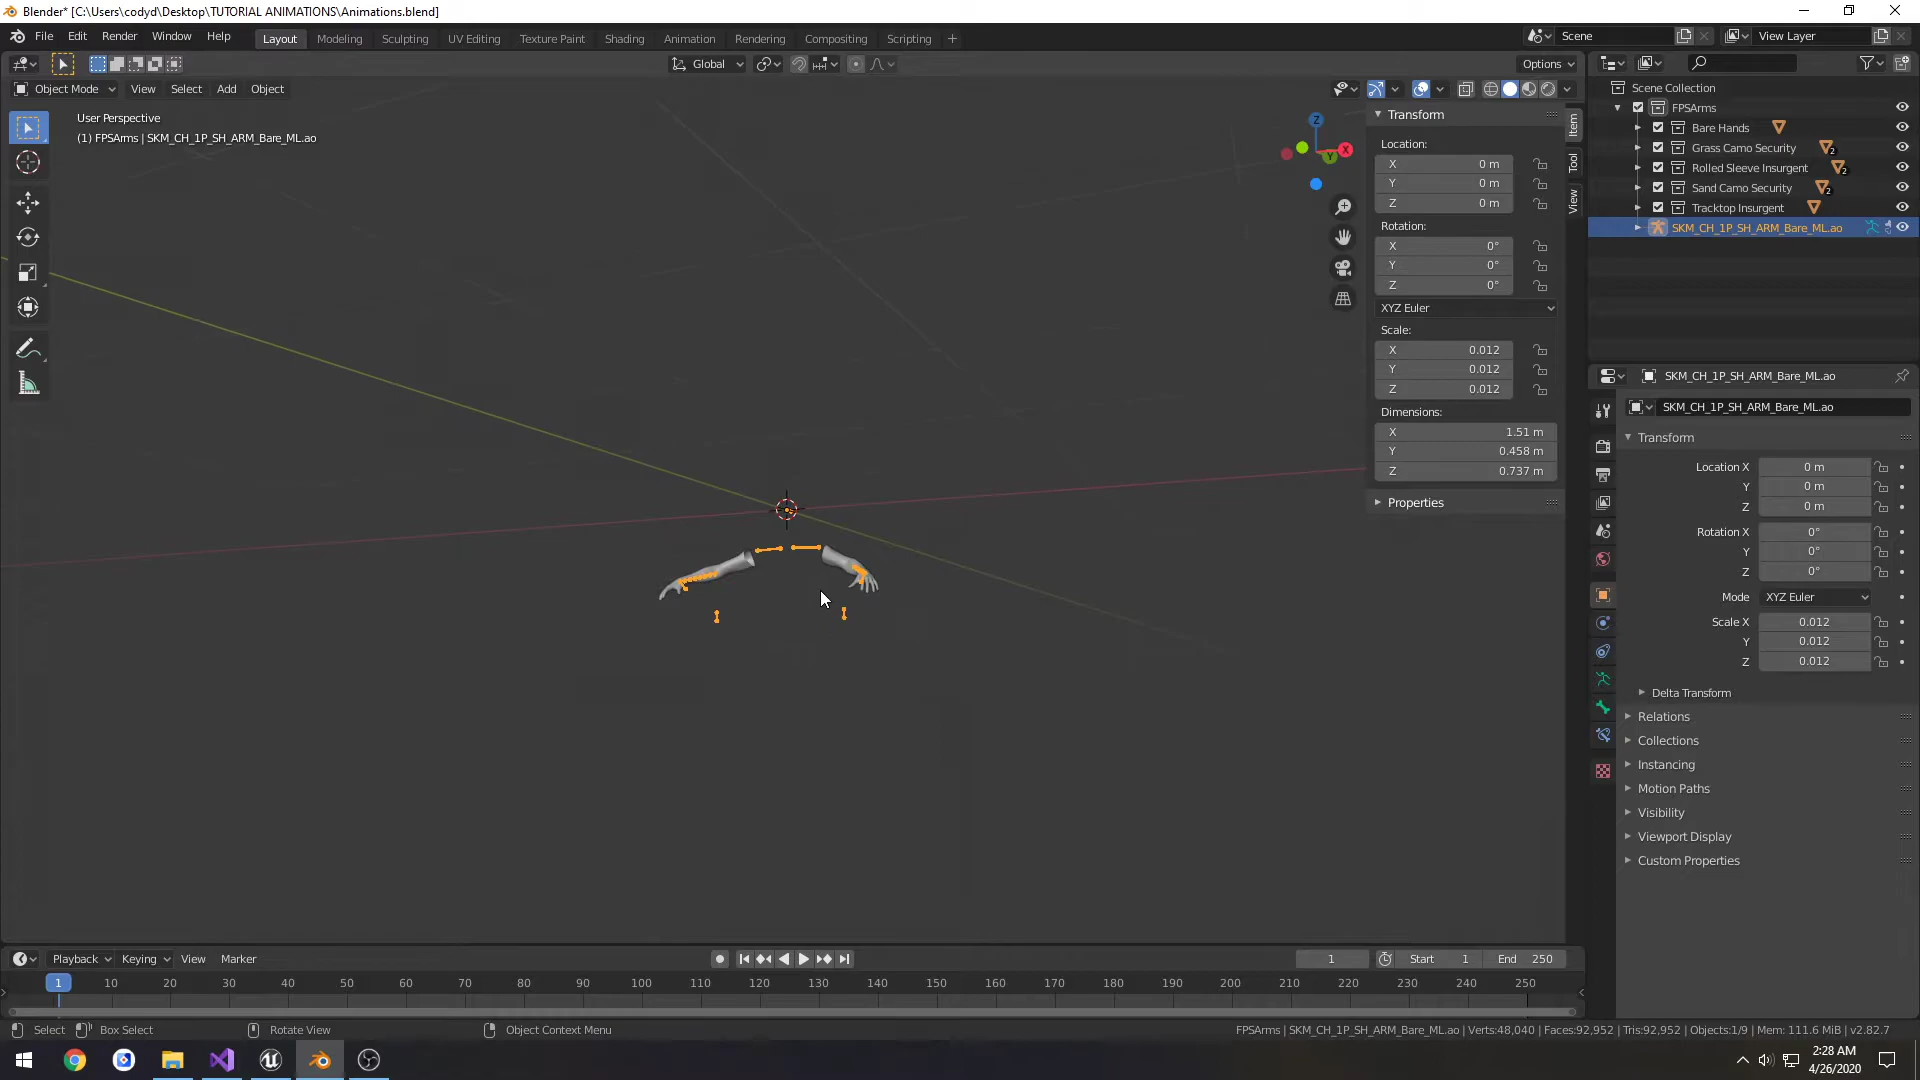 Blender* [C:\Users\codyd\Desktop\TUTORIAL ANIMATIONS\Animations.blend]
File Edit Render Window Help Layout Modeling Sculpting UV Editing Texture Paint Shading Animation Rendering Compositing Scripting + Scene View Layer
Global Options
Object Mode View Select Add Object
User Perspective
(1) FPSArms | SKM_CH_1P_SH_ARM_Bare_ML.ao
Z
X
Y
Item
Tool
View
Transform
Location:
X 0 m
Y 0 m
Z 0 m
Rotation:
X 0°
Y 0°
Z 0°
XYZ Euler
Scale:
X 0.012
Y 0.012
Z 0.012
Dimensions:
X 1.51 m
Y 0.458 m
Z 0.737 m
Properties
Scene Collection
FPSArms
Bare Hands
Grass Camo Security 2
Rolled Sleeve Insurgent 2
Sand Camo Security 2
Tracktop Insurgent
SKM_CH_1P_SH_ARM_Bare_ML.ao
SKM_CH_1P_SH_ARM_Bare_ML.ao
SKM_CH_1P_SH_ARM_Bare_ML.ao
Transform
Location X 0 m
Y 0 m
Z 0 m
Rotation X 0°
Y 0°
Z 0°
Mode XYZ Euler
Scale X 0.012
Y 0.012
Z 0.012
Delta Transform
Relations
Collections
Instancing
Motion Paths
Visibility
Viewport Display
Custom Properties
Playback Keying View Marker 1 Start 1 End 250
1 10 20 30 40 50 60 70 80 90 100 110 120 130 140 150 160 170 180 190 200 210 220 230 240 250
Select Box Select Rotate View Object Context Menu FPSArms | SKM_CH_1P_SH_ARM_Bare_ML.ao | Verts:48,040 | Faces:92,952 | Tris:92,952 | Objects:1/9 | Mem: 111.6 MiB | v2.82.7
2:28 AM
4/26/2020